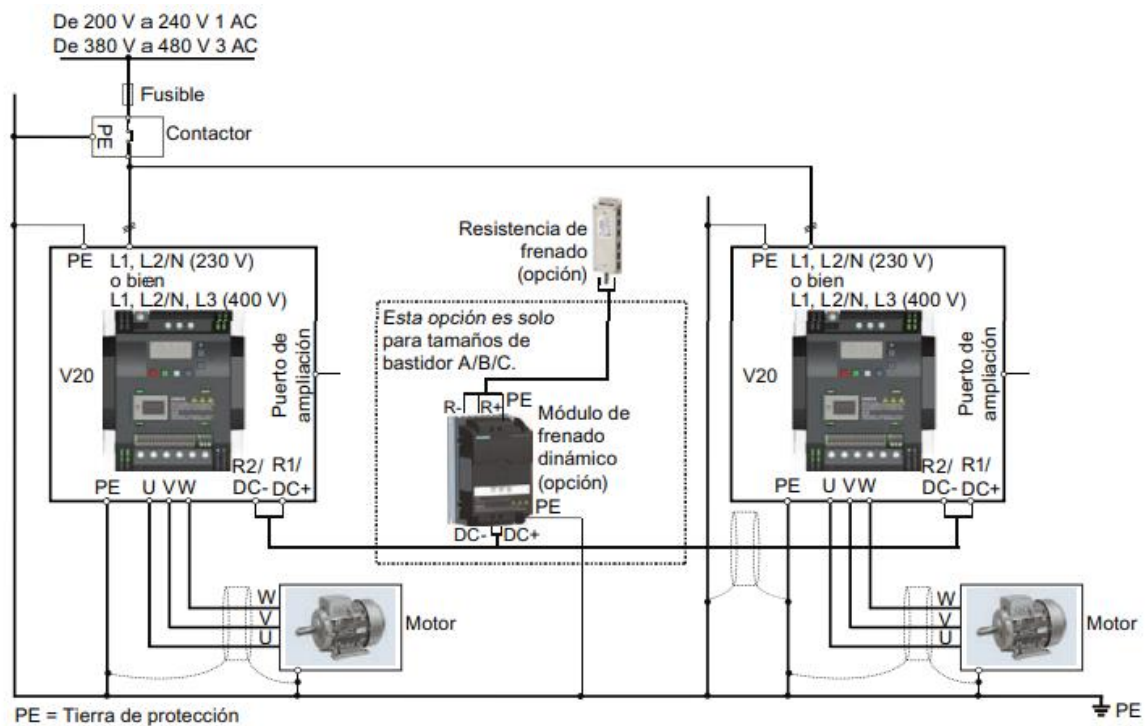 De 200 V a 240 V 1 AC
De 380 V a 480 V 3 AC
Fusible
PE
Contactor
PE
L1, L2/N (230 V)
o bien
L1, L2/N, L3 (400 V)
V20
Puerto de
ampliación
R2/
DC-
R1/
DC+
PE
U
V
W
W
V
U
Motor
Resistencia de
frenado
(opción)
Esta opción es solo
para tamaños de
bastidor A/B/C.
R-
R+
PE
Módulo de
frenado
dinámico
(opción)
PE
DC-
DC+
PE
L1, L2/N (230 V)
o bien
L1, L2/N, L3 (400 V)
V20
Puerto de
ampliación
R2/
DC-
R1/
DC+
PE
U
V
W
W
V
U
Motor
PE = Tierra de protección
PE